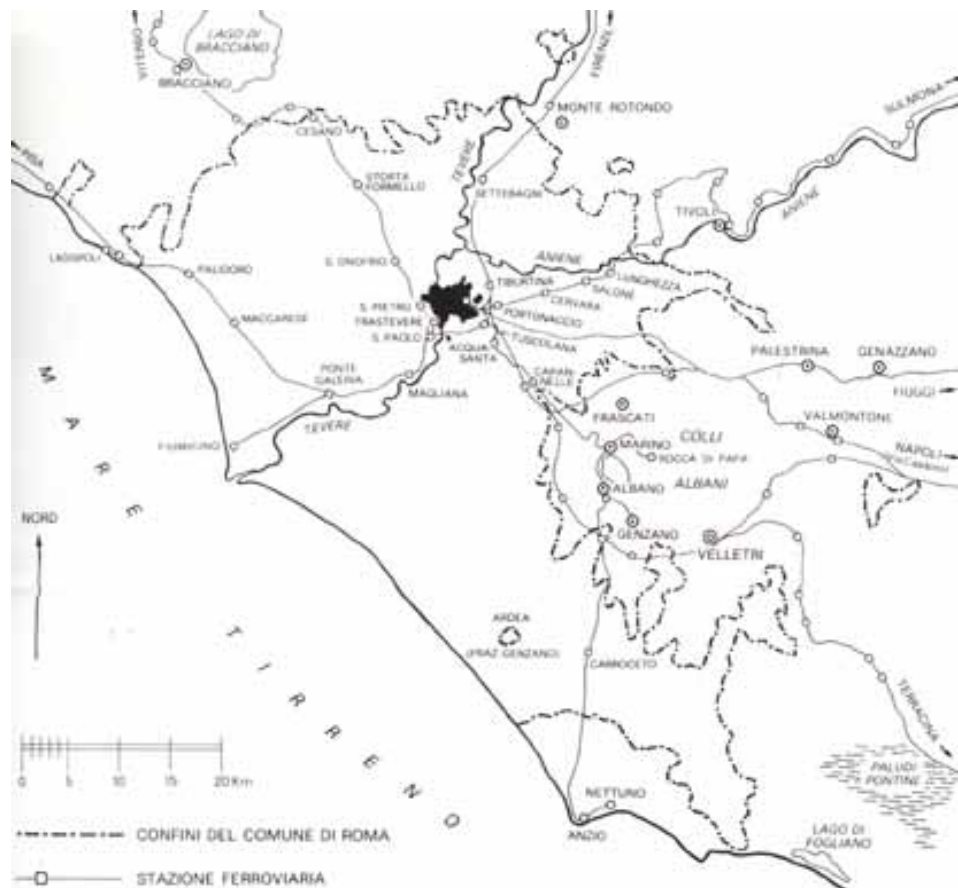 LAGO DI
BRACCIANO
ORBETELLO
BRACCIANO
CESANO
FIRENZE
MONTE ROTONDO
SULMONA
PISA
STORTA
FORMELLO
TEVERE
SETTEBAGNI
TIVOLI
ANIENE
LADISPOLI
PALIDORO
S. ONOFRIO
ANIENE
TIBURTINA
LUNGHEZZA
SALONE
CERVARA
S. PIETRO
TRASTEVERE
S. PAOLO
PORTONACCIO
TUSCOLANA
ACQUA
SANTA
MACCARESE
PONTE
GALERIA
MAGLIANA
CAPAN-
NELLE
PALESTRINA
GENAZZANO
FIUGGI
FRASCATI
VALMONTONE
FIUMICINO
TEVERE
MARINO
COLLI
ALBANI
ROCCA DI PAPA
NAPOLI
ALBANO
GENZANO
VELLETRI
NORD
MARE TIRRENO
ARDEA
(FRAZ. GENZANO)
CARROCETO
TERRACINA
PALUDI
PONTINE
0 5 10 20 Km
NETTUNO
ANZIO
LAGO DI
FOGLIANO
CONFINI DEL COMUNE DI ROMA
STAZIONE FERROVIARIA